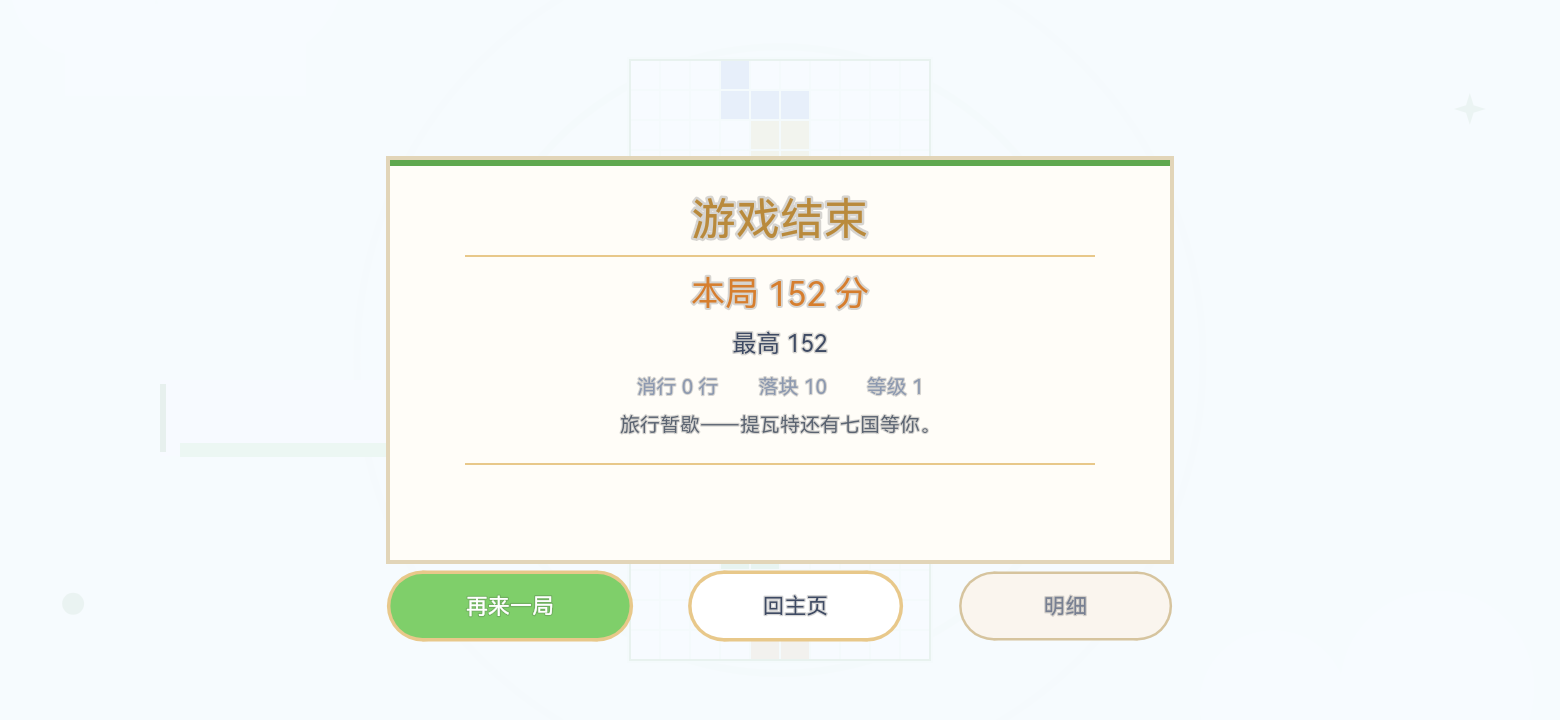 游戏结束
本局 152 分
最高 152
消行 0 行 落块 10 等级 1
旅行暂歇——提瓦特还有七国等你。
再来一局 回主页 明细